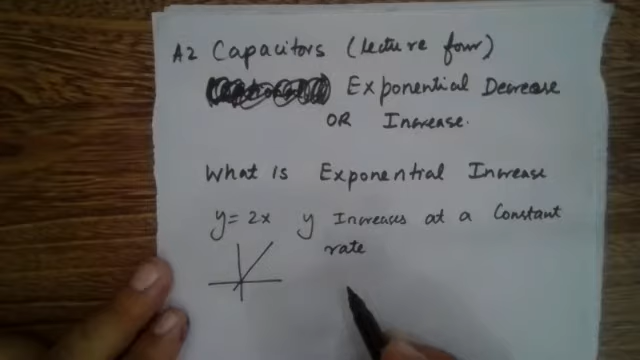 A2 Capacitors (lecture four)
Exponential Decrease
OR Increase.
What is Exponential Increase
y = 2x y Increases at a Constant
rate